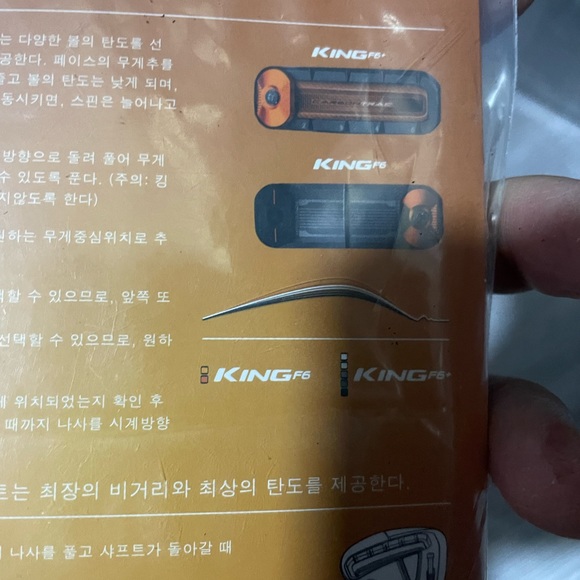 는 다양한 볼의 탄도를 선
공한다. 페이스의 무게추를
줄고 볼의 탄도는 낮게 되며,
동시키면, 스핀은 늘어나고
KING F6+
TRAC
방향으로 돌려 풀어 무게
수 있도록 푼다. (주의: 킹
지않도록 한다)
KING F6
원하는 무게중심위치로 추
택할 수 있으므로, 앞쪽 또
선택할 수 있으므로, 원하
KING F6
KING F6+
에 위치되었는지 확인 후
때까지 나사를 시계방향
트는 최장의 비거리와 최상의 탄도를 제공한다.
나사를 풀고 샤프트가 돌아갈 때